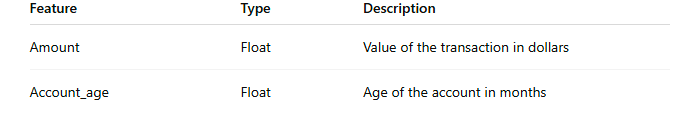 Feature Type Description
Amount Float Value of the transaction in dollars
Account_age Float Age of the account in months